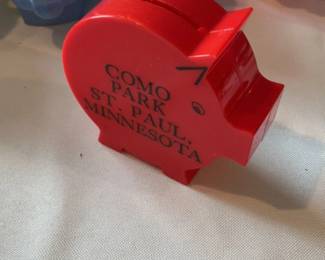 COMO
PARK
ST. PAUL,
MINNESOTA